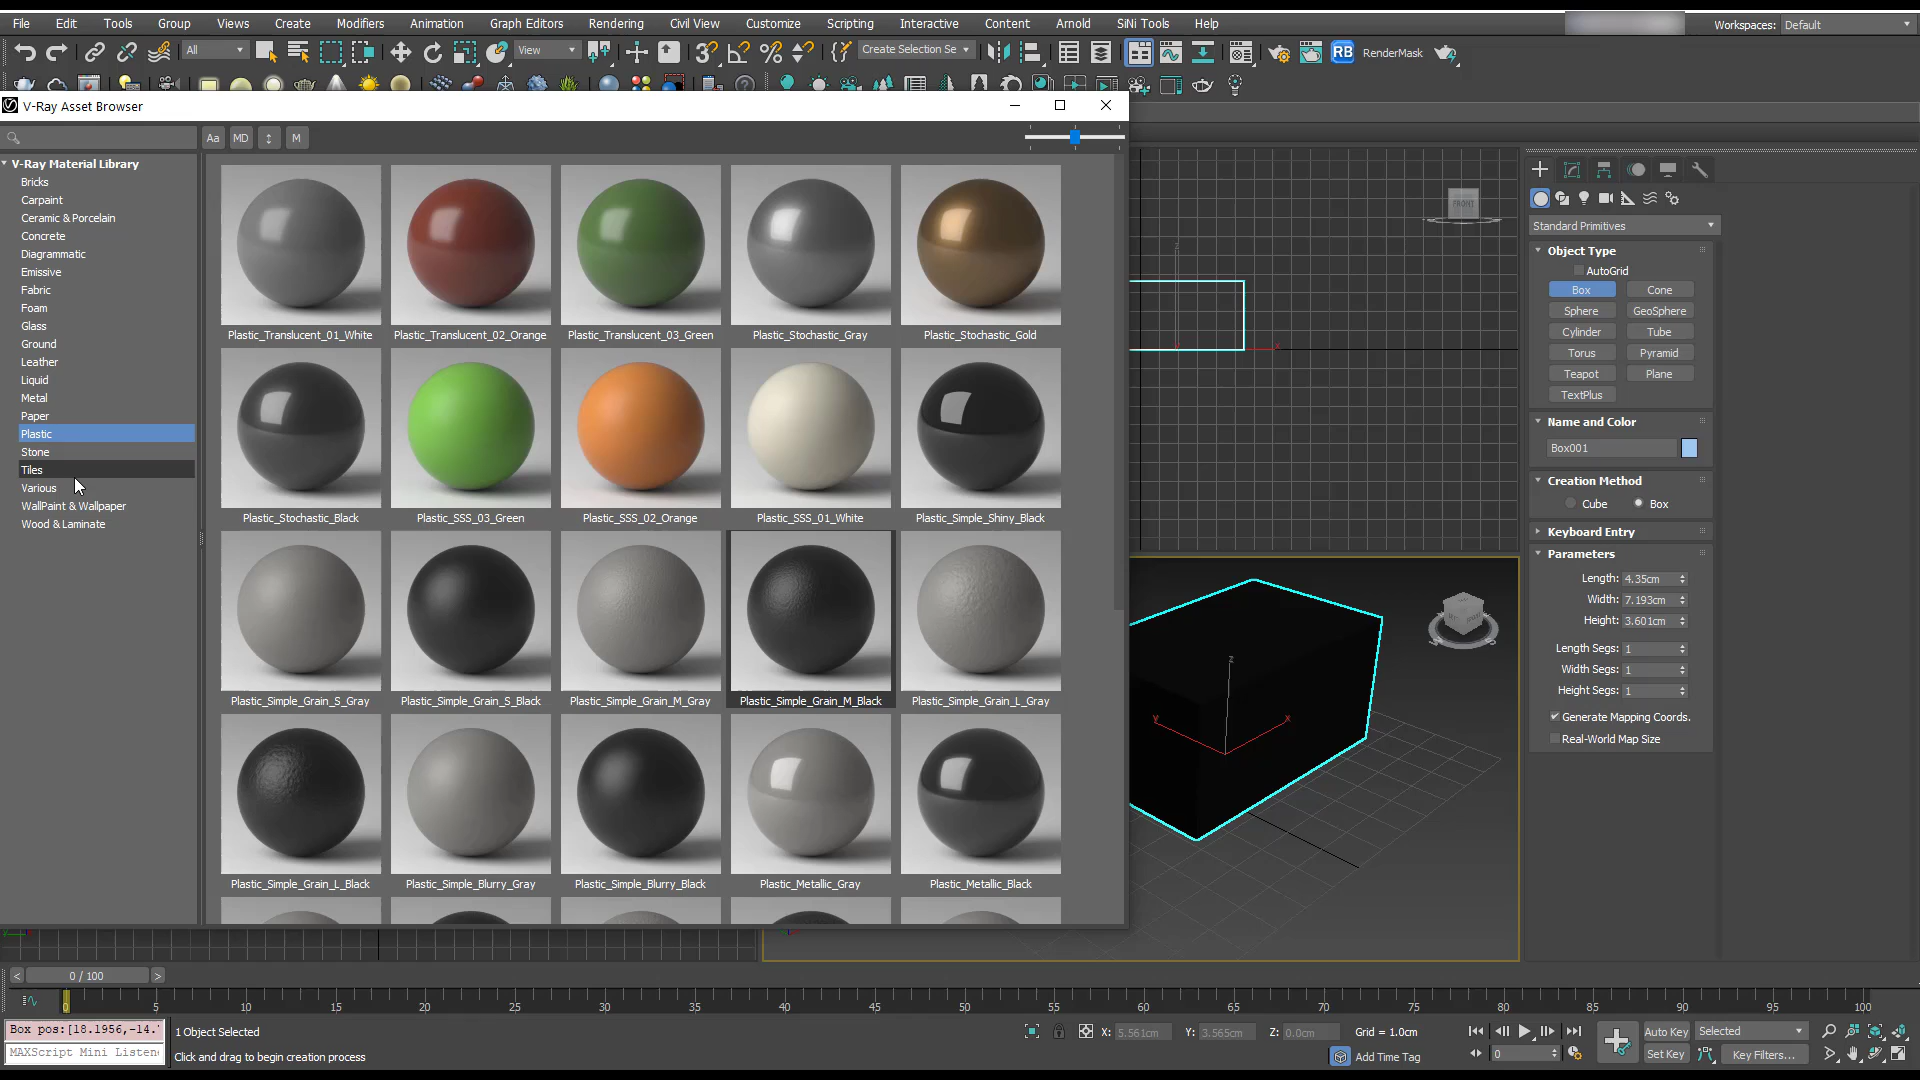 File Edit Tools Group Views Create Modifiers Animation Graph Editors Rendering Civil View Customize Scripting Interactive Content Arnold SiNi Tools Help Workspaces: Default
All View Create Selection Se RB RenderMask
V-Ray Asset Browser
Aa MD M
V-Ray Material Library
Bricks
Carpaint
Ceramic & Porcelain
Concrete
Diagrammatic
Emissive
Fabric
Foam
Glass
Ground
Leather
Liquid
Metal
Paper
Plastic
Stone
Tiles
Various
WallPaint & Wallpaper
Wood & Laminate
Plastic_Translucent_01_White Plastic_Translucent_02_Orange Plastic_Translucent_03_Green Plastic_Stochastic_Gray Plastic_Stochastic_Gold
Plastic_Stochastic_Black Plastic_SSS_03_Green Plastic_SSS_02_Orange Plastic_SSS_01_White Plastic_Simple_Shiny_Black
Plastic_Simple_Grain_S_Gray Plastic_Simple_Grain_S_Black Plastic_Simple_Grain_M_Gray Plastic_Simple_Grain_M_Black Plastic_Simple_Grain_L_Gray
Plastic_Simple_Grain_L_Black Plastic_Simple_Blurry_Gray Plastic_Simple_Blurry_Black Plastic_Metallic_Gray Plastic_Metallic_Black
FRONT
x
z
y x
Standard Primitives
Object Type
AutoGrid
Box Cone
Sphere GeoSphere
Cylinder Tube
Torus Pyramid
Teapot Plane
TextPlus
Name and Color
Box001
Creation Method
Cube Box
Keyboard Entry
Parameters
Length: 4.35cm
Width: 7.193cm
Height: 3.601cm
Length Segs: 1
Width Segs: 1
Height Segs: 1
Generate Mapping Coords.
Real-World Map Size
< 0 / 100 >
0 5 10 15 20 25 30 35 40 45 50 55 60 65 70 75 80 85 90 95 100
Box pos:[18.1956,-14. 1 Object Selected X: 5.561cm Y: 3.565cm Z: 0.0cm Grid = 1.0cm Auto Key Selected
MAXScript Mini Listen Click and drag to begin creation process Add Time Tag 0 Set Key Key Filters...